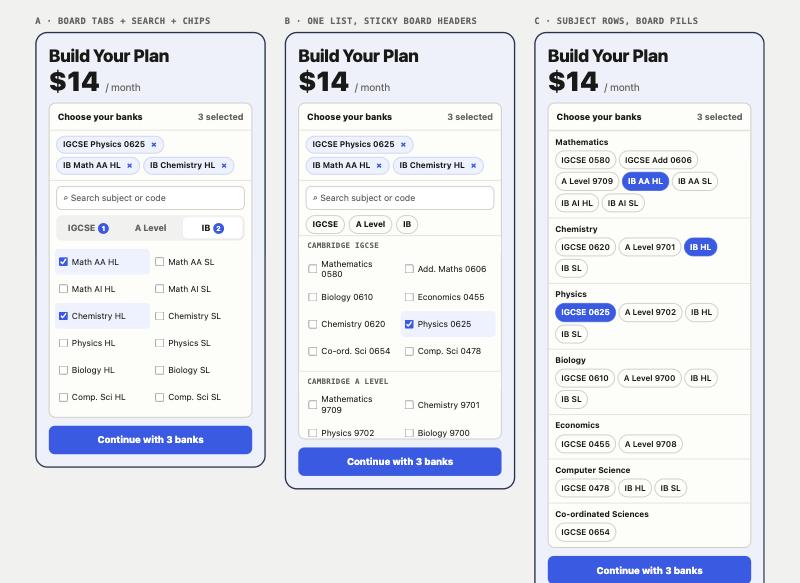 A · BOARD TABS + SEARCH + CHIPS
Build Your Plan
$14 / month
Choose your banks 3 selected
IGCSE Physics 0625 ×
IB Math AA HL × IB Chemistry HL ×
Search subject or code
IGCSE 1 A Level IB 2
Math AA HL Math AA SL
Math AI HL Math AI SL
Chemistry HL Chemistry SL
Physics HL Physics SL
Biology HL Biology SL
Comp. Sci HL Comp. Sci SL
Continue with 3 banks
B · ONE LIST, STICKY BOARD HEADERS
Build Your Plan
$14 / month
Choose your banks 3 selected
IGCSE Physics 0625 ×
IB Math AA HL × IB Chemistry HL ×
Search subject or code
IGCSE A Level IB
CAMBRIDGE IGCSE
Mathematics
0580
Add. Maths 0606
Biology 0610 Economics 0455
Chemistry 0620 Physics 0625
Co-ord. Sci 0654 Comp. Sci 0478
CAMBRIDGE A LEVEL
Mathematics
9709
Chemistry 9701
Physics 9702 Biology 9700
Continue with 3 banks
C · SUBJECT ROWS, BOARD PILLS
Build Your Plan
$14 / month
Choose your banks 3 selected
Mathematics
IGCSE 0580 IGCSE Add 0606
A Level 9709 IB AA HL IB AA SL
IB AI HL IB AI SL
Chemistry
IGCSE 0620 A Level 9701 IB HL
IB SL
Physics
IGCSE 0625 A Level 9702 IB HL
IB SL
Biology
IGCSE 0610 A Level 9700 IB HL
IB SL
Economics
IGCSE 0455 A Level 9708
Computer Science
IGCSE 0478 IB HL IB SL
Co-ordinated Sciences
IGCSE 0654
Continue with 3 banks